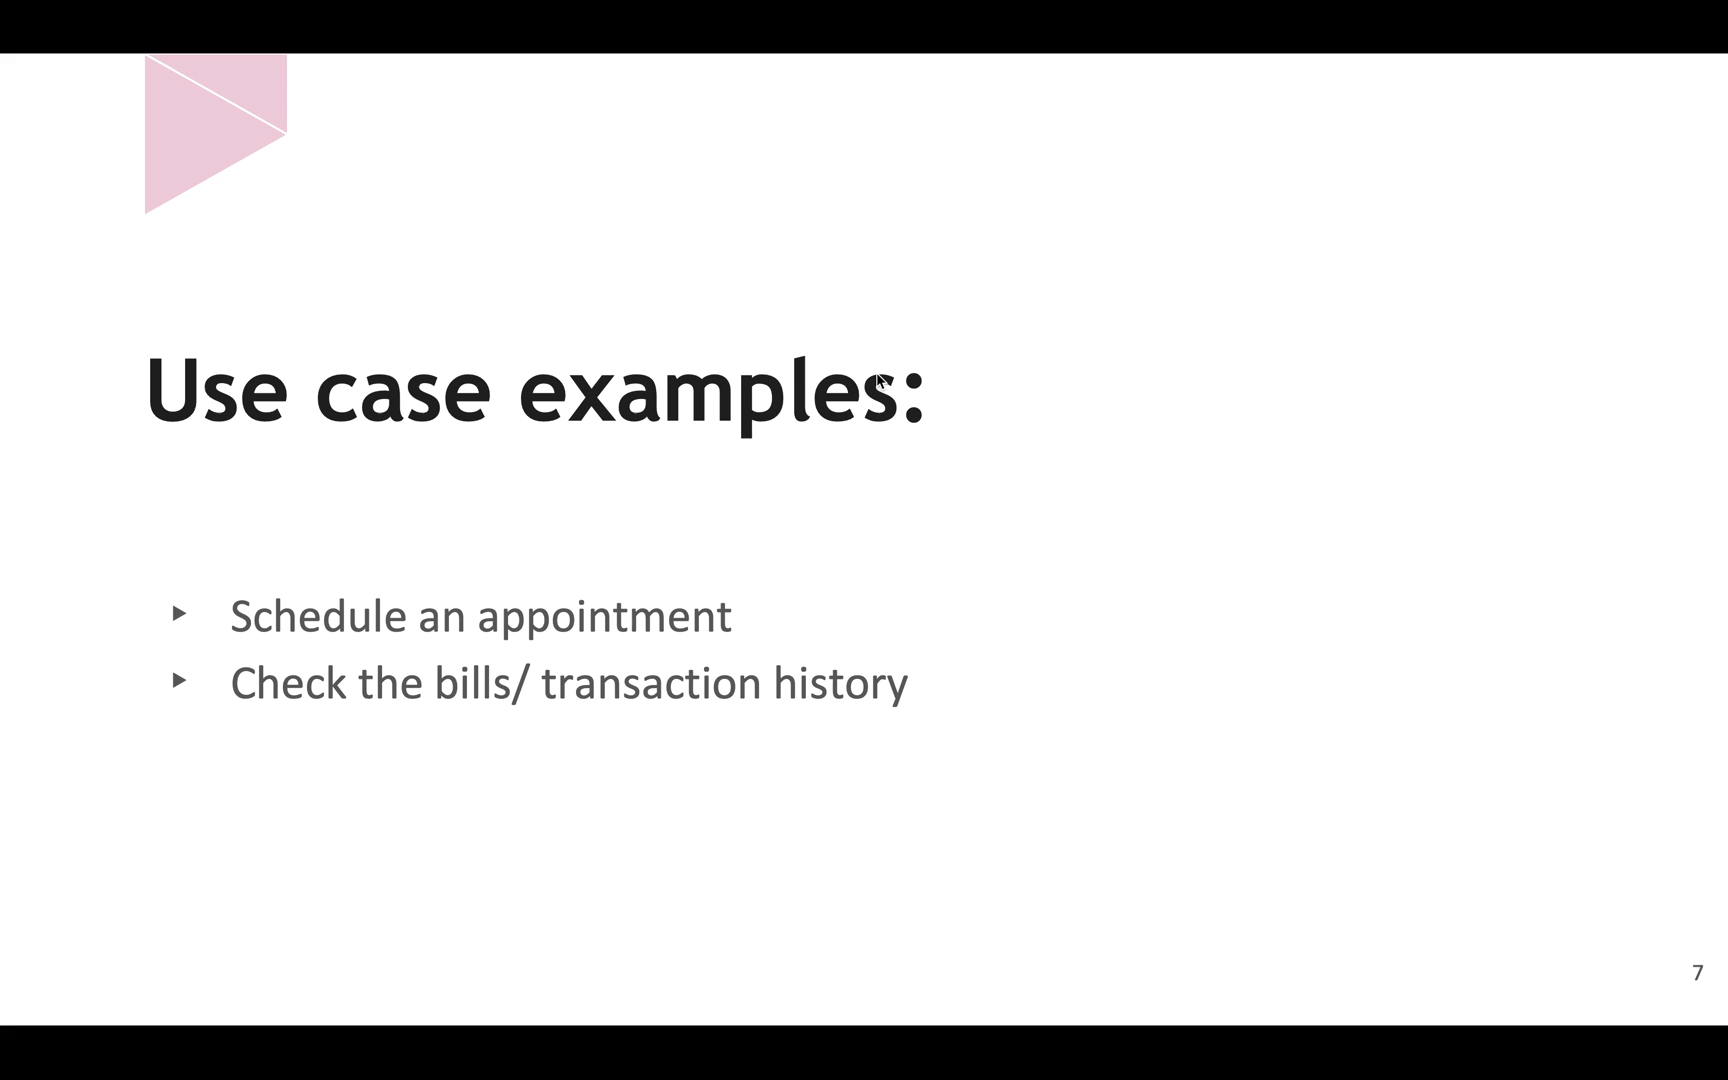 Use case examples:
‣ Schedule an appointment
‣ Check the bills/ transaction history
7